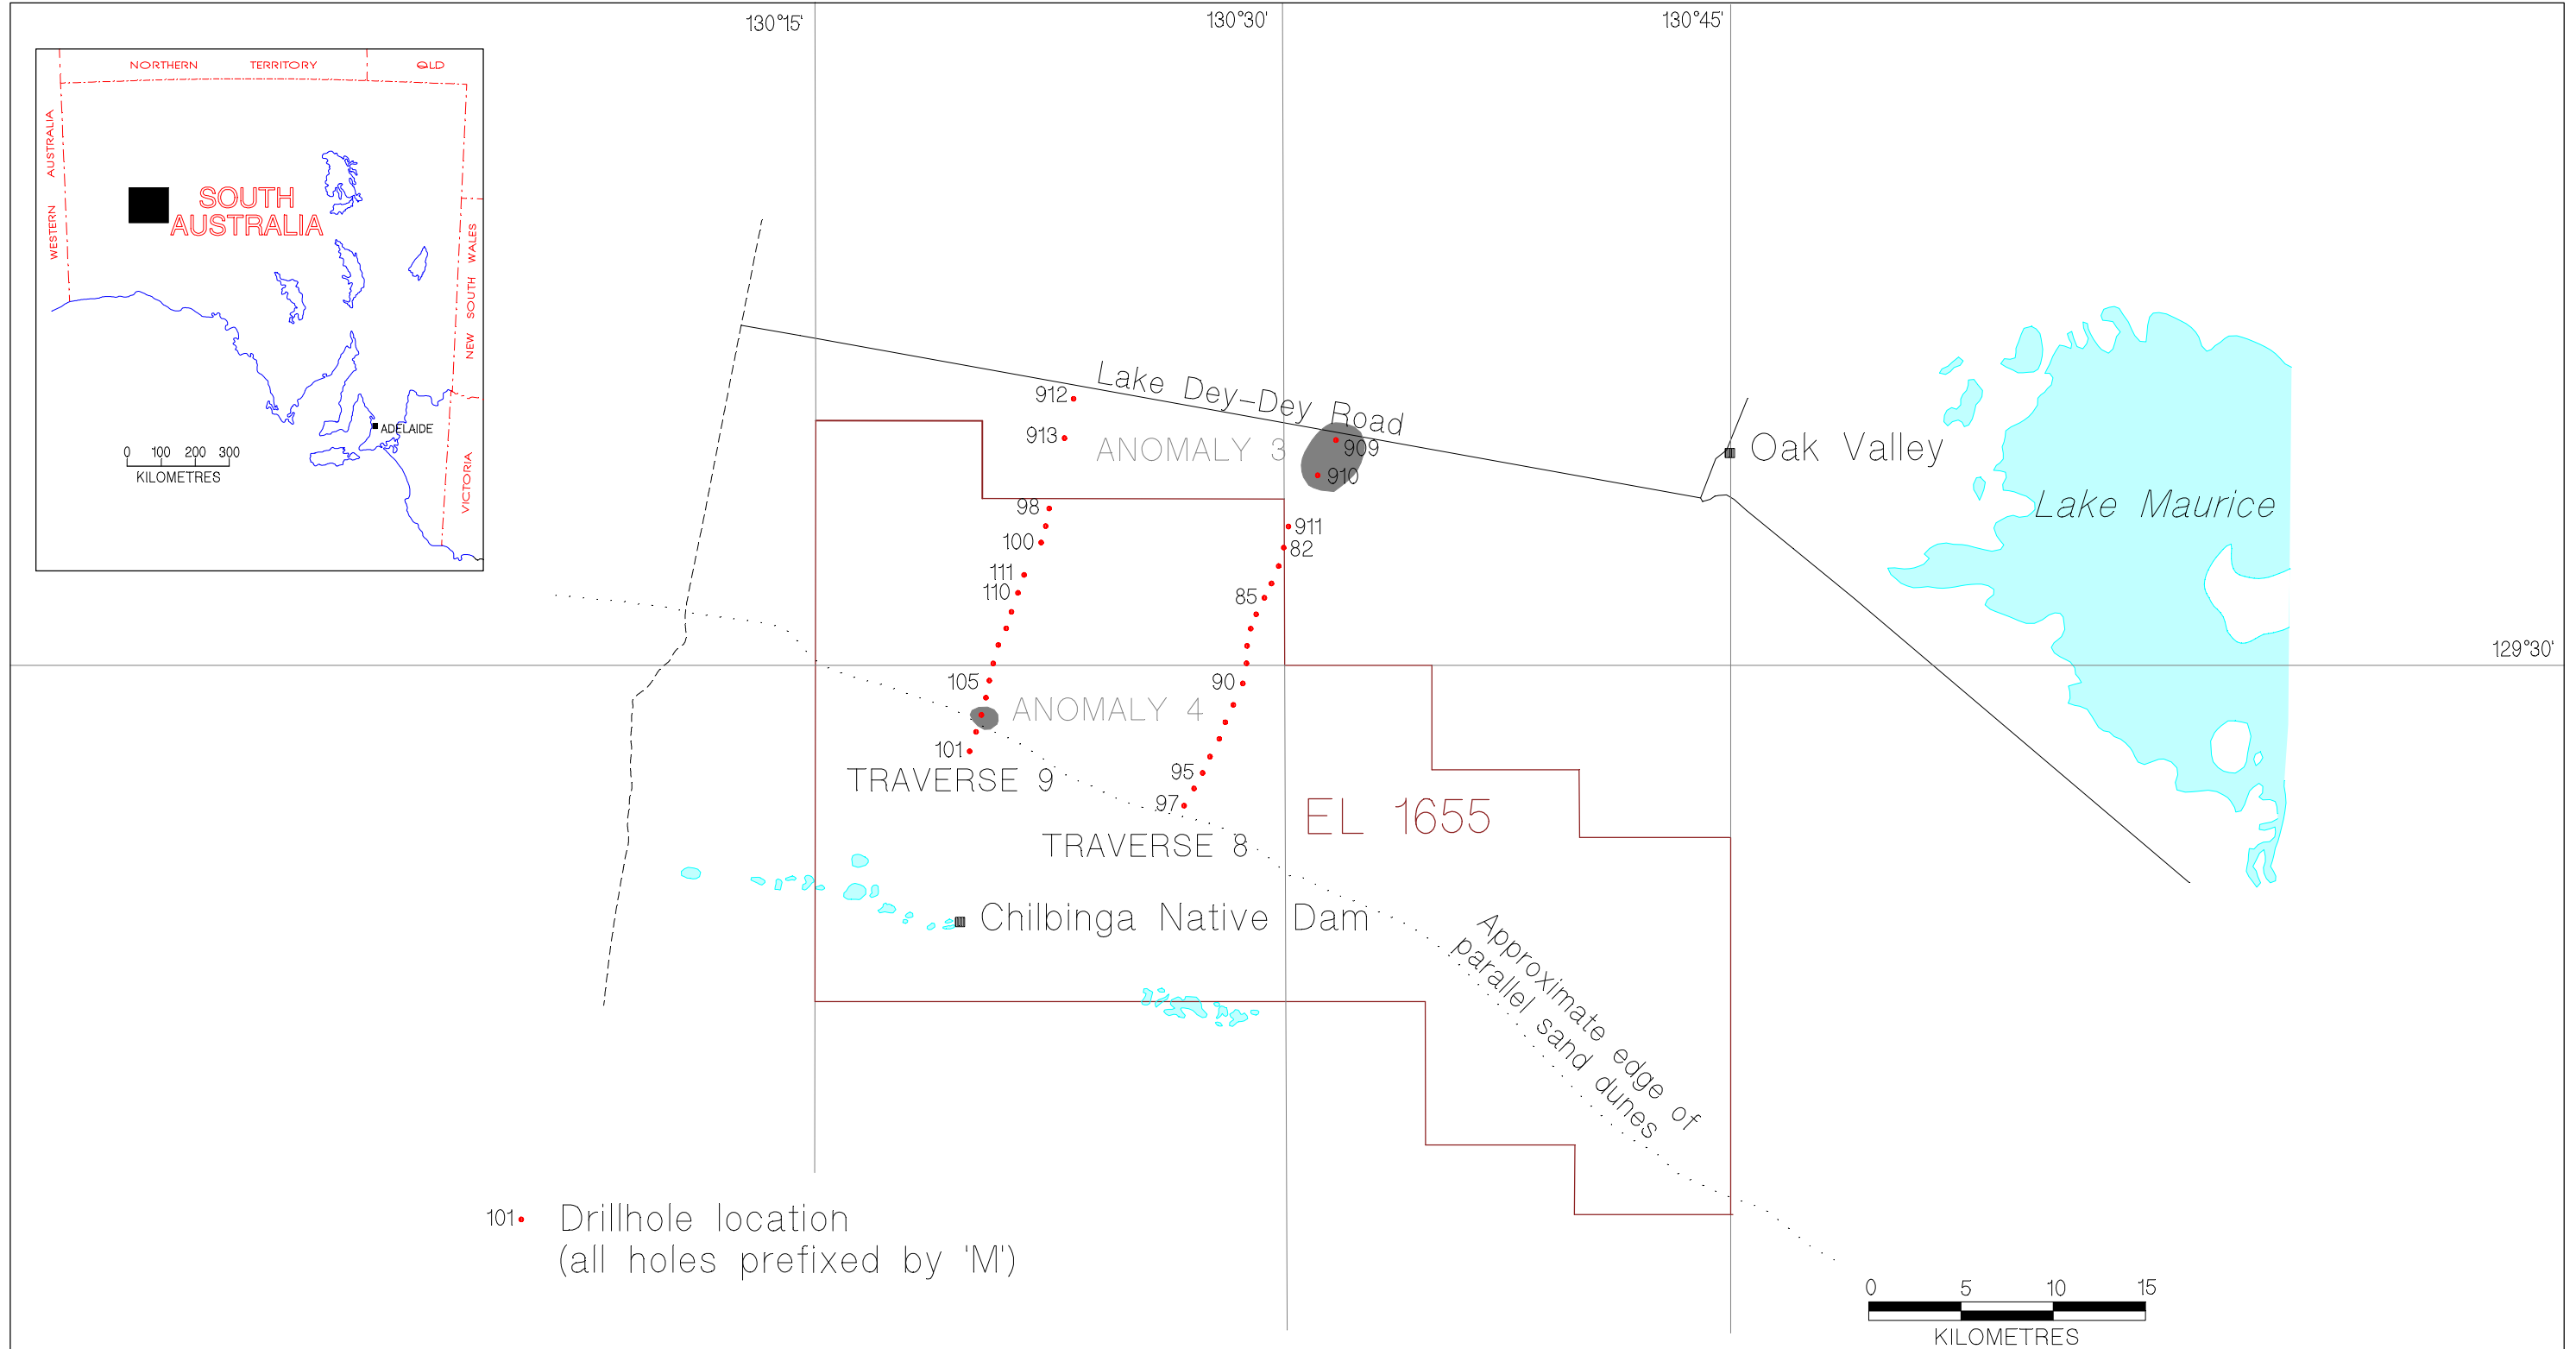 130°15'
130°30'
130°45'
NORTHERN TERRITORY
QLD
WESTERN AUSTRALIA
SOUTH
AUSTRALIA
NEW SOUTH WALES
VICTORIA
ADELAIDE
0 100 200 300
KILOMETRES
Lake Dey-Dey Road
912
913
ANOMALY 3
909
910
Oak Valley
Lake Maurice
98
911
100
82
111
110
85
129°30'
105
90
ANOMALY 4
101
95
TRAVERSE 9
97
EL 1655
TRAVERSE 8
Chilbinga Native Dam
Approximate edge of
parallel sand dunes
101
Drillhole location
(all holes prefixed by 'M')
0 5 10 15
KILOMETRES